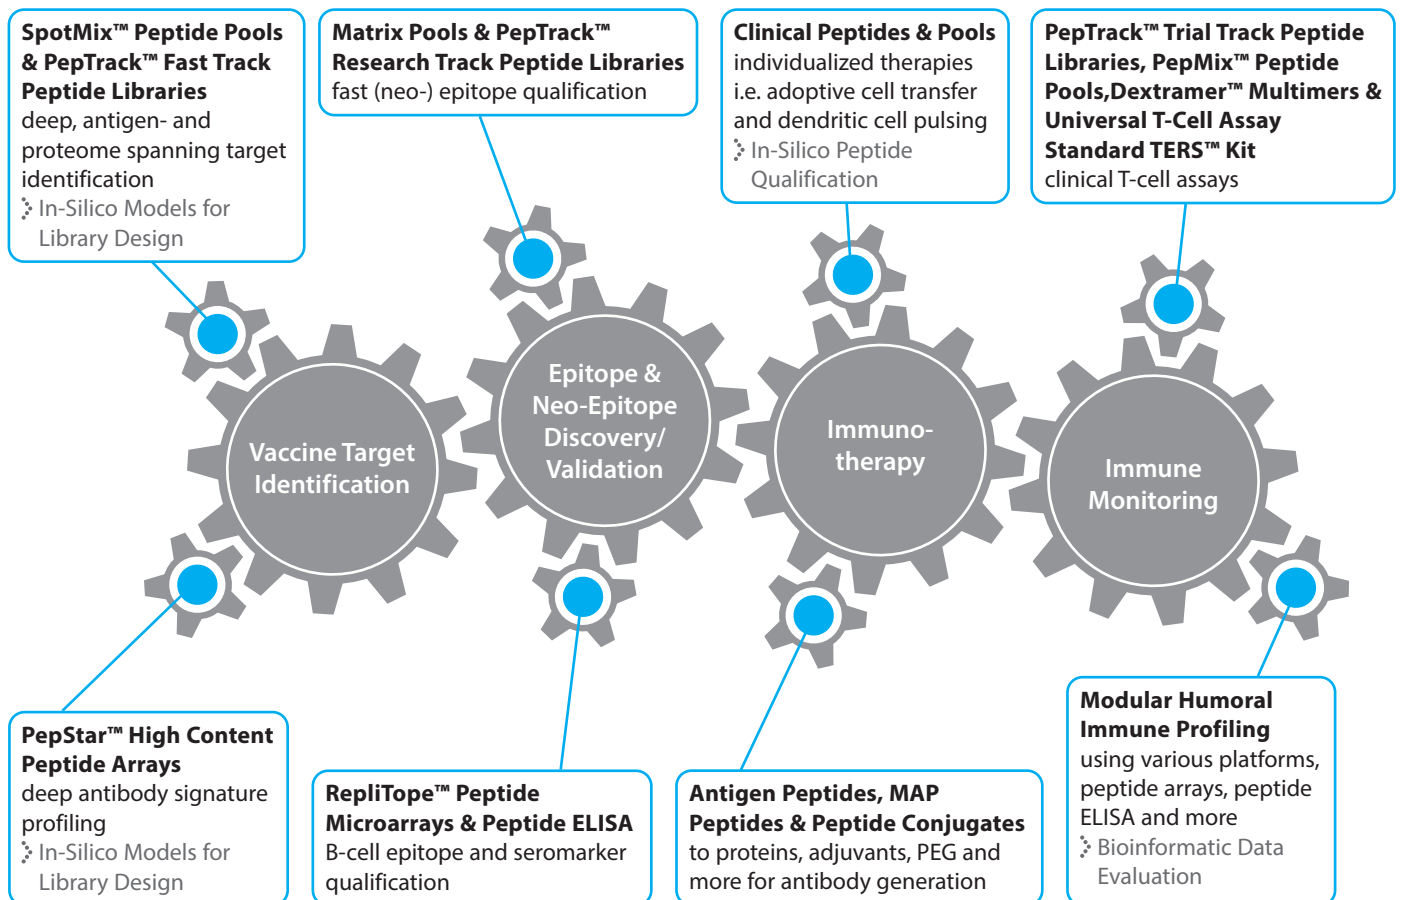 SpotMix™ Peptide Pools
& PepTrack™ Fast Track
Peptide Libraries
deep, antigen- and
proteome spanning target
identification
In-Silico Models for
Library Design
Matrix Pools & PepTrack™
Research Track Peptide Libraries
fast (neo-) epitope qualification
Clinical Peptides & Pools
individualized therapies
i.e. adoptive cell transfer
and dendritic cell pulsing
In-Silico Peptide
Qualification
PepTrack™ Trial Track Peptide
Libraries, PepMix™ Peptide
Pools,Dextramer™ Multimers &
Universal T-Cell Assay
Standard TERS™ Kit
clinical T-cell assays
Vaccine Target
Identification
Epitope &
Neo-Epitope
Discovery/
Validation
Immuno-
therapy
Immune
Monitoring
PepStar™ High Content
Peptide Arrays
deep antibody signature
profiling
In-Silico Models for
Library Design
RepliTope™ Peptide
Microarrays & Peptide ELISA
B-cell epitope and seromarker
qualification
Antigen Peptides, MAP
Peptides & Peptide Conjugates
to proteins, adjuvants, PEG and
more for antibody generation
Modular Humoral
Immune Profiling
using various platforms,
peptide arrays, peptide
ELISA and more
Bioinformatic Data
Evaluation